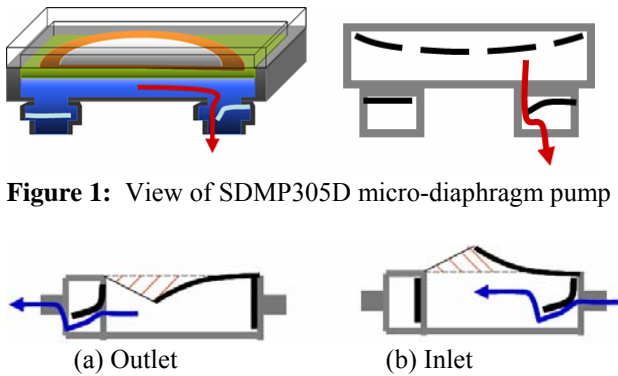 Figure 1: View of SDMP305D micro-diaphragm pump
(a) Outlet
(b) Inlet